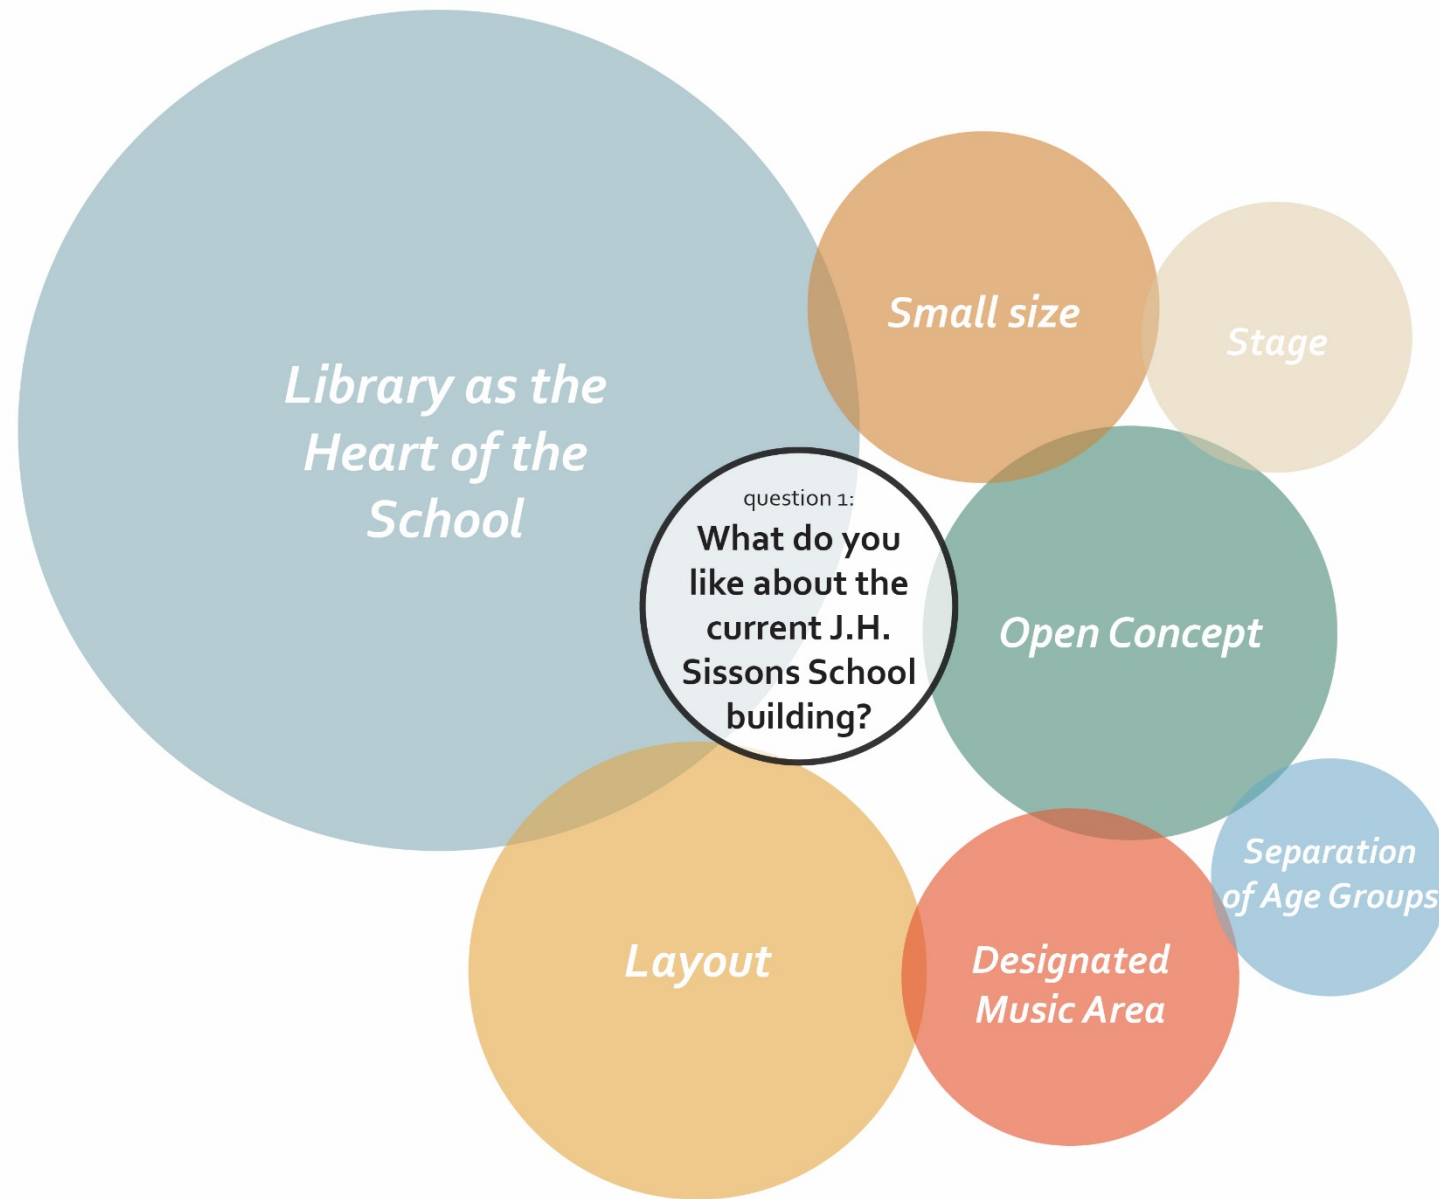 Library as the
Heart of the
School
Small size
Stage
question 1:
What do you
like about the
current J.H.
Sissons School
building?
Open Concept
Separation
of Age Groups
Layout
Designated
Music Area